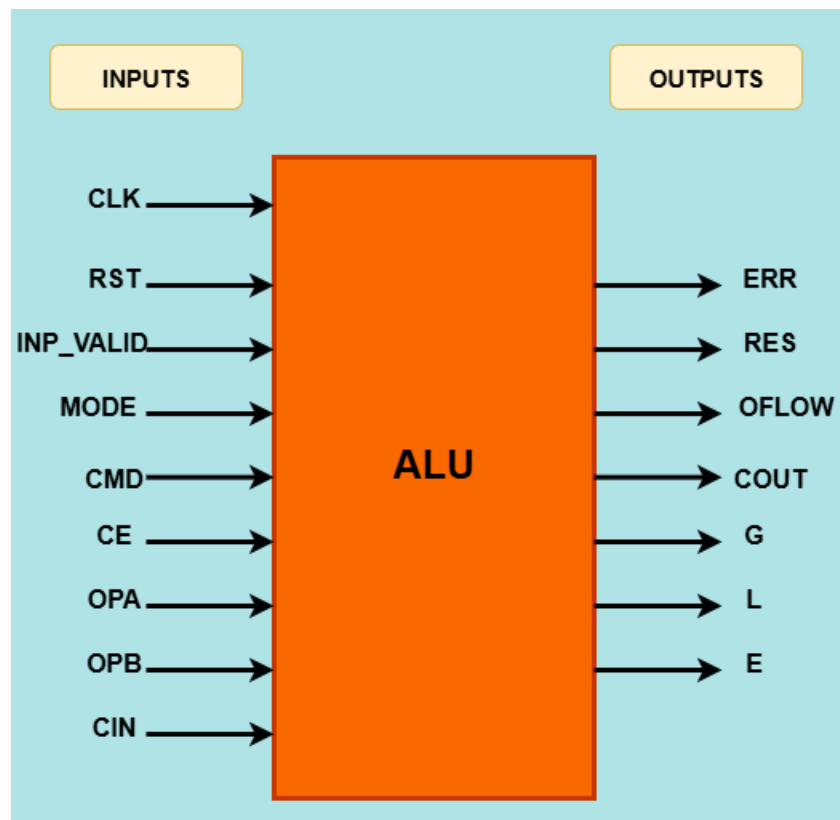 INPUTS
OUTPUTS
CLK
RST
INP_VALID
MODE
CMD
CE
OPA
OPB
CIN
ALU
ERR
RES
OFLOW
COUT
G
L
E